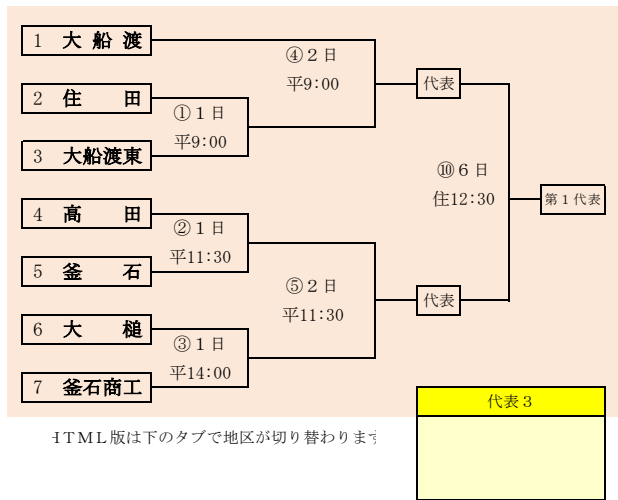 1 大船渡
④２日
平9:00
代表
2 住田
①１日
平9:00
3 大船渡東
⑩６日
住12:30
第１代表
4 高田
②１日
平11:30
5 釜石
⑤２日
平11:30
代表
6 大槌
③１日
平14:00
7 釜石商工
代表３
HTML版は下のタブで地区が切り替わります